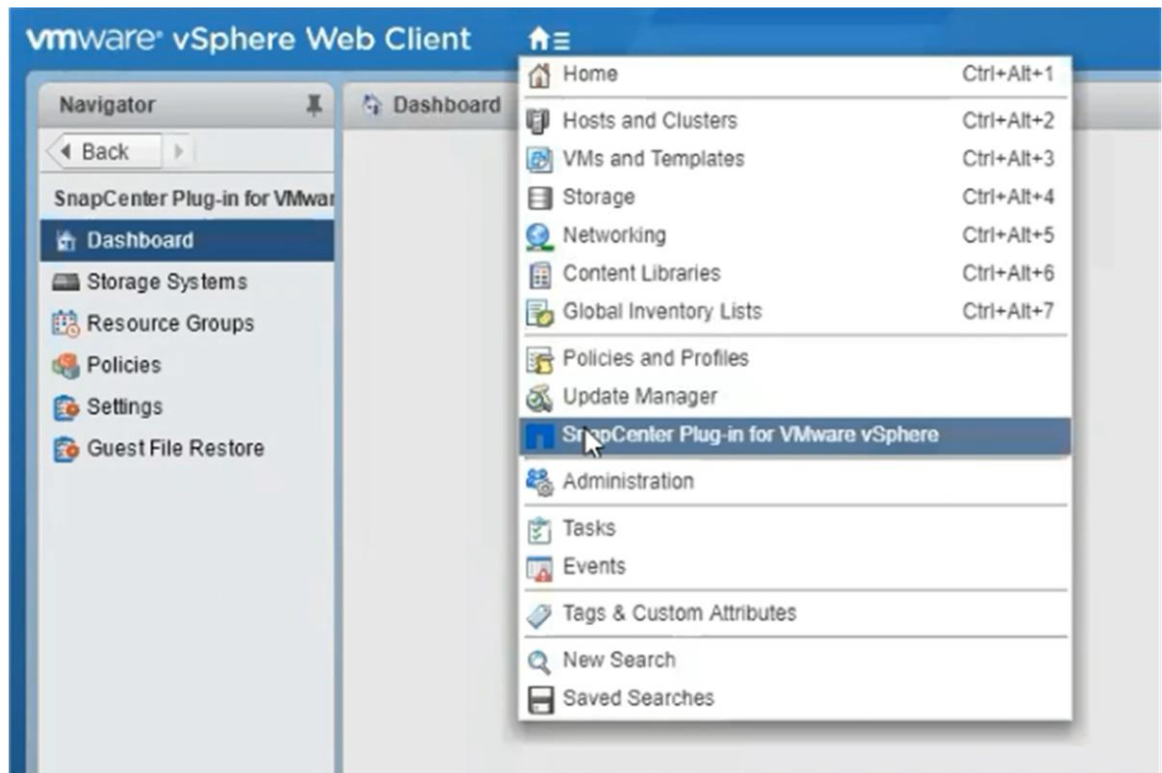 vmware® vSphere Web Client
Navigator
Back
SnapCenter Plug-in for VMwar
Dashboard
Storage Systems
Resource Groups
Policies
Settings
Guest File Restore
Dashboard
Home Ctrl+Alt+1
Hosts and Clusters Ctrl+Alt+2
VMs and Templates Ctrl+Alt+3
Storage Ctrl+Alt+4
Networking Ctrl+Alt+5
Content Libraries Ctrl+Alt+6
Global Inventory Lists Ctrl+Alt+7
Policies and Profiles
Update Manager
SnapCenter Plug-in for VMware vSphere
Administration
Tasks
Events
Tags & Custom Attributes
New Search
Saved Searches